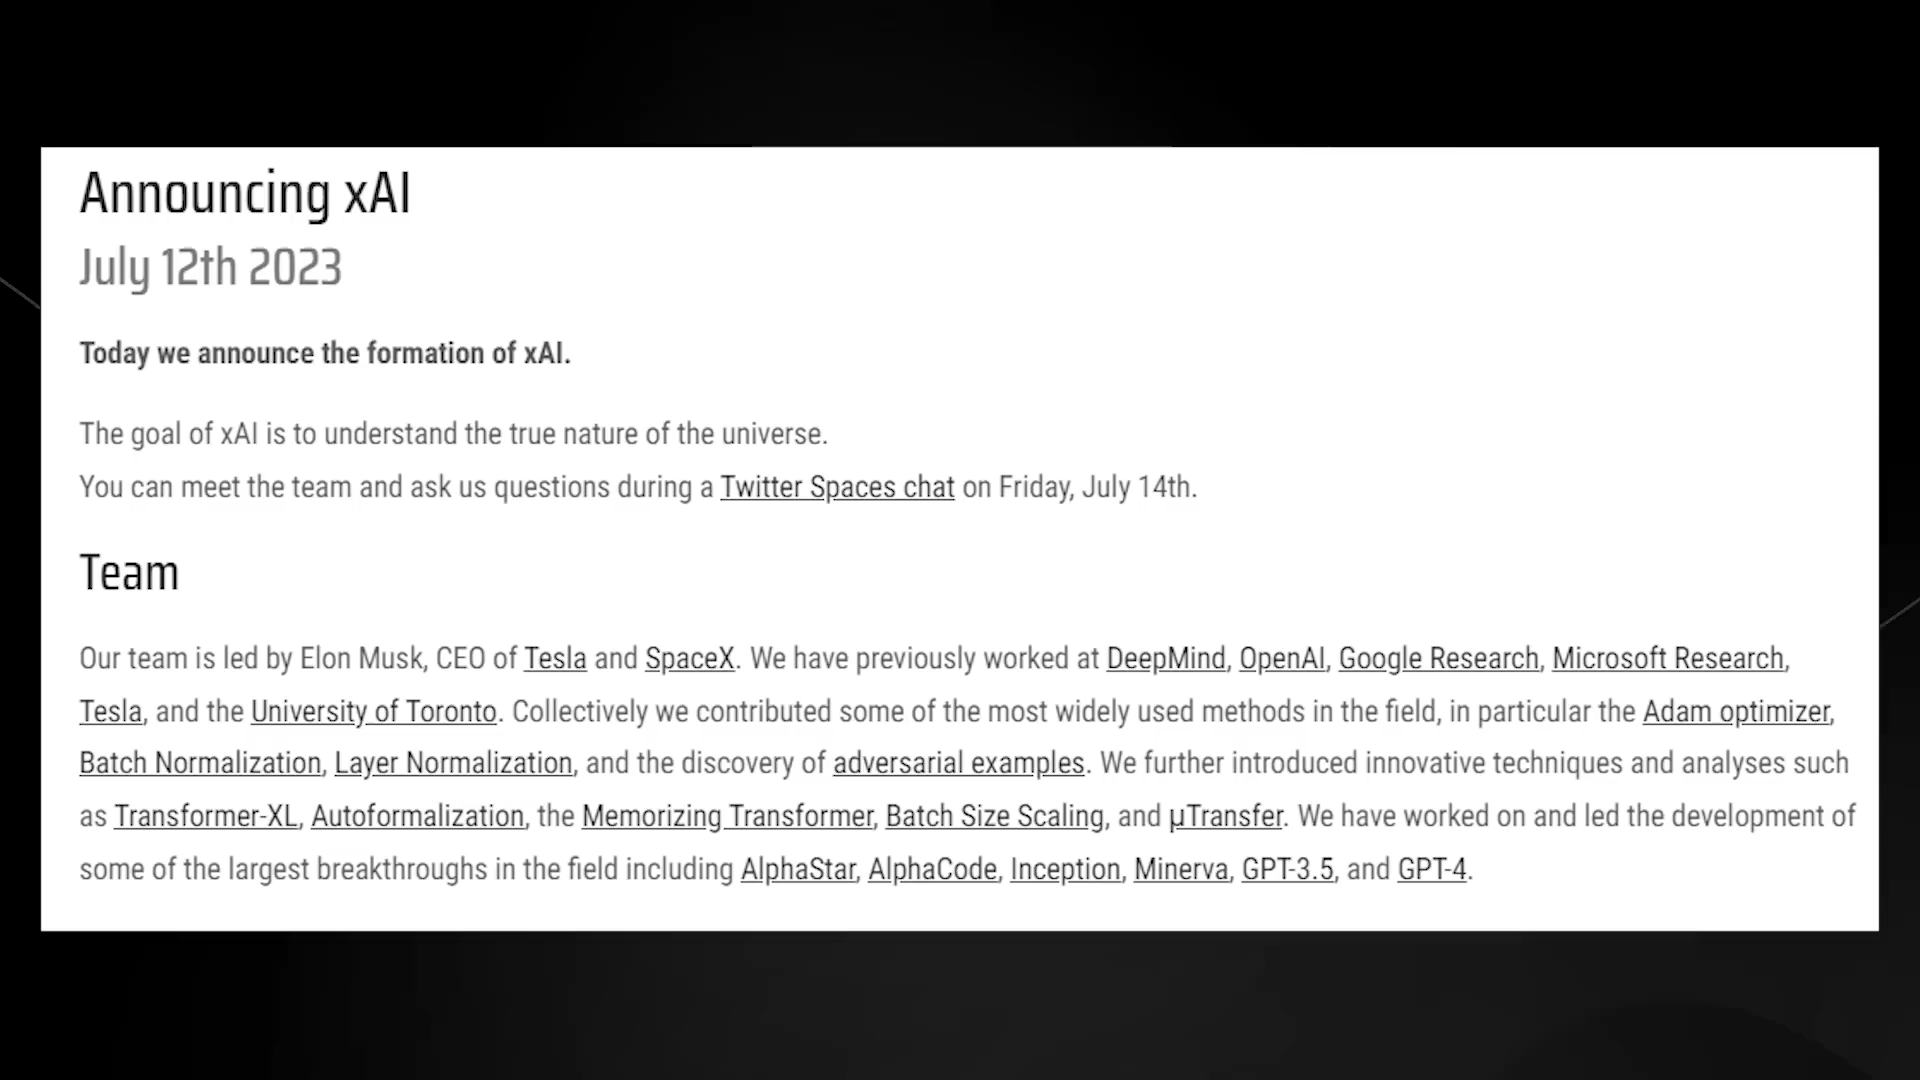 Announcing xAI
July 12th 2023
Today we announce the formation of xAI.
The goal of xAI is to understand the true nature of the universe.
You can meet the team and ask us questions during a Twitter Spaces chat on Friday, July 14th.
Team
Our team is led by Elon Musk, CEO of Tesla and SpaceX. We have previously worked at DeepMind, OpenAI, Google Research, Microsoft Research,
Tesla, and the University of Toronto. Collectively we contributed some of the most widely used methods in the field, in particular the Adam optimizer,
Batch Normalization, Layer Normalization, and the discovery of adversarial examples. We further introduced innovative techniques and analyses such
as Transformer-XL, Autoformalization, the Memorizing Transformer, Batch Size Scaling, and μTransfer. We have worked on and led the development of
some of the largest breakthroughs in the field including AlphaStar, AlphaCode, Inception, Minerva, GPT-3.5, and GPT-4.